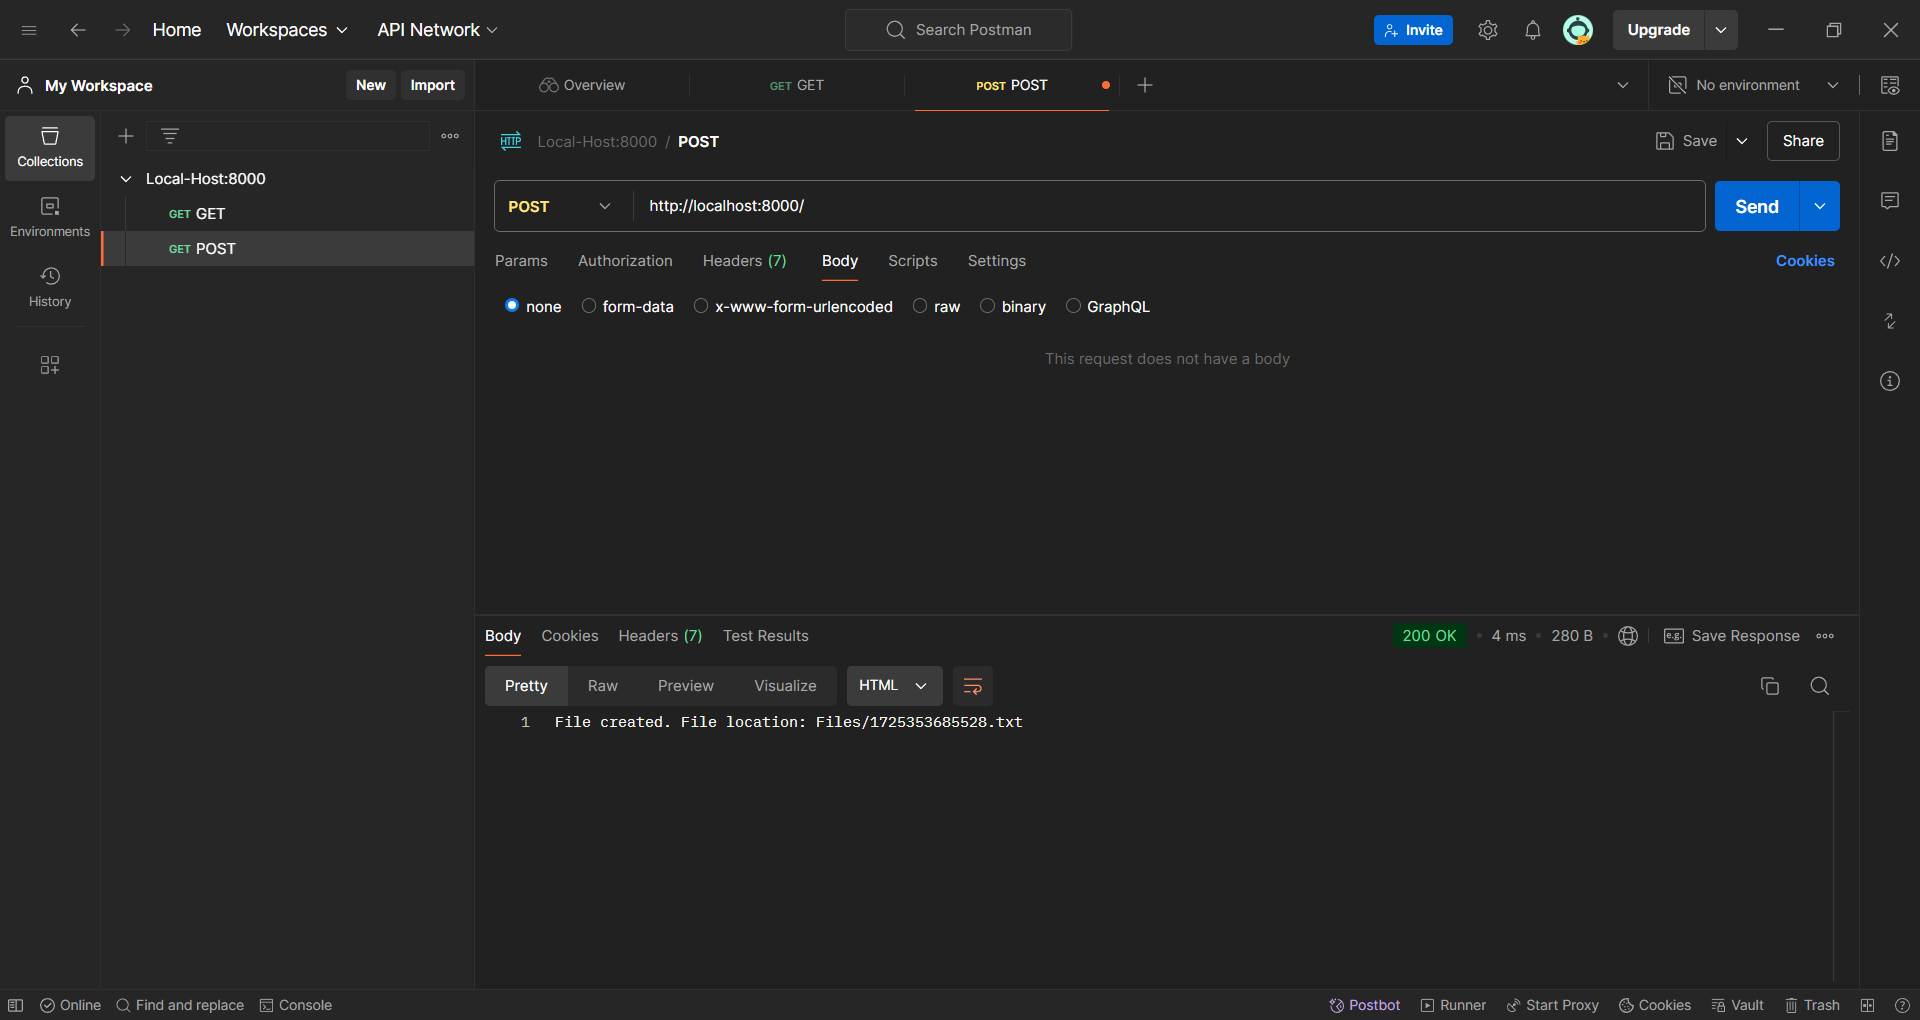 Home Workspaces API Network Search Postman Invite Upgrade
My Workspace New Import Overview GET GET POST POST No environment
Collections
Environments
History
Local-Host:8000
GET GET
GET POST
HTTP Local-Host:8000 / POST Save Share
POST http://localhost:8000/ Send
Params Authorization Headers (7) Body Scripts Settings Cookies
none form-data x-www-form-urlencoded raw binary GraphQL
This request does not have a body
Body Cookies Headers (7) Test Results 200 OK • 4 ms • 280 B • e.g. Save Response
Pretty Raw Preview Visualize HTML
1 File created. File location: Files/1725353685528.txt
Online Find and replace Console Postbot Runner Start Proxy Cookies Vault Trash